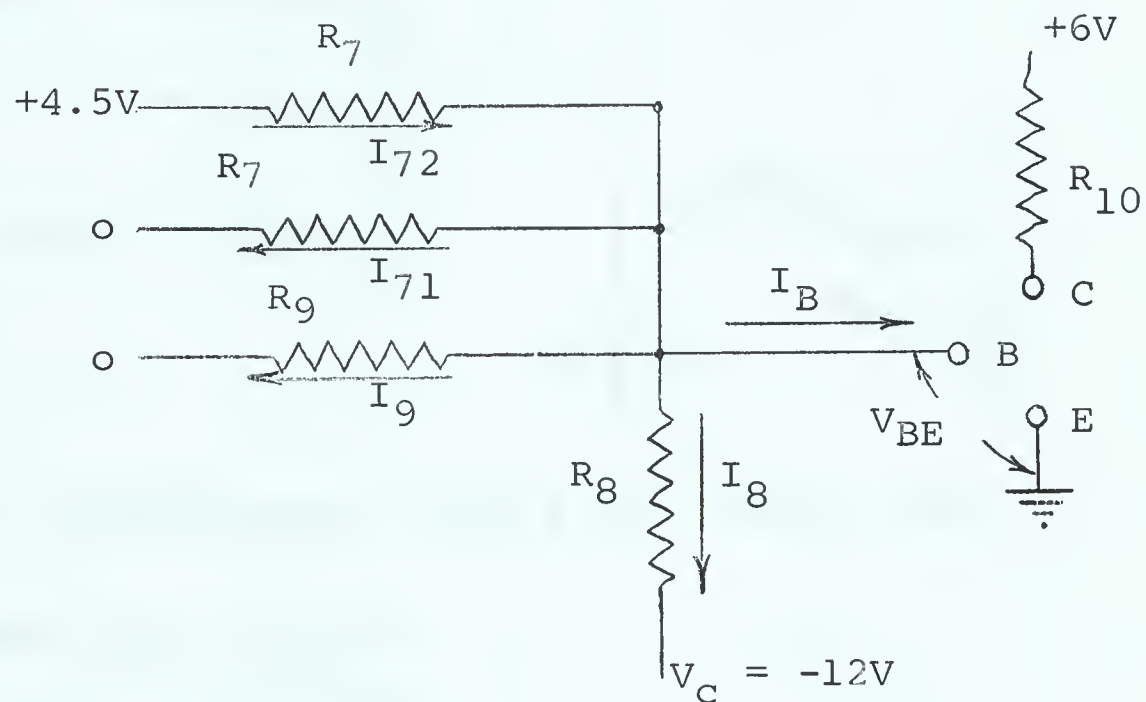 +6V
R7
+4.5V
I72
R7
R10
I71
R9
IB
C
B
I9
VBE
E
R8
I8
VC = -12V